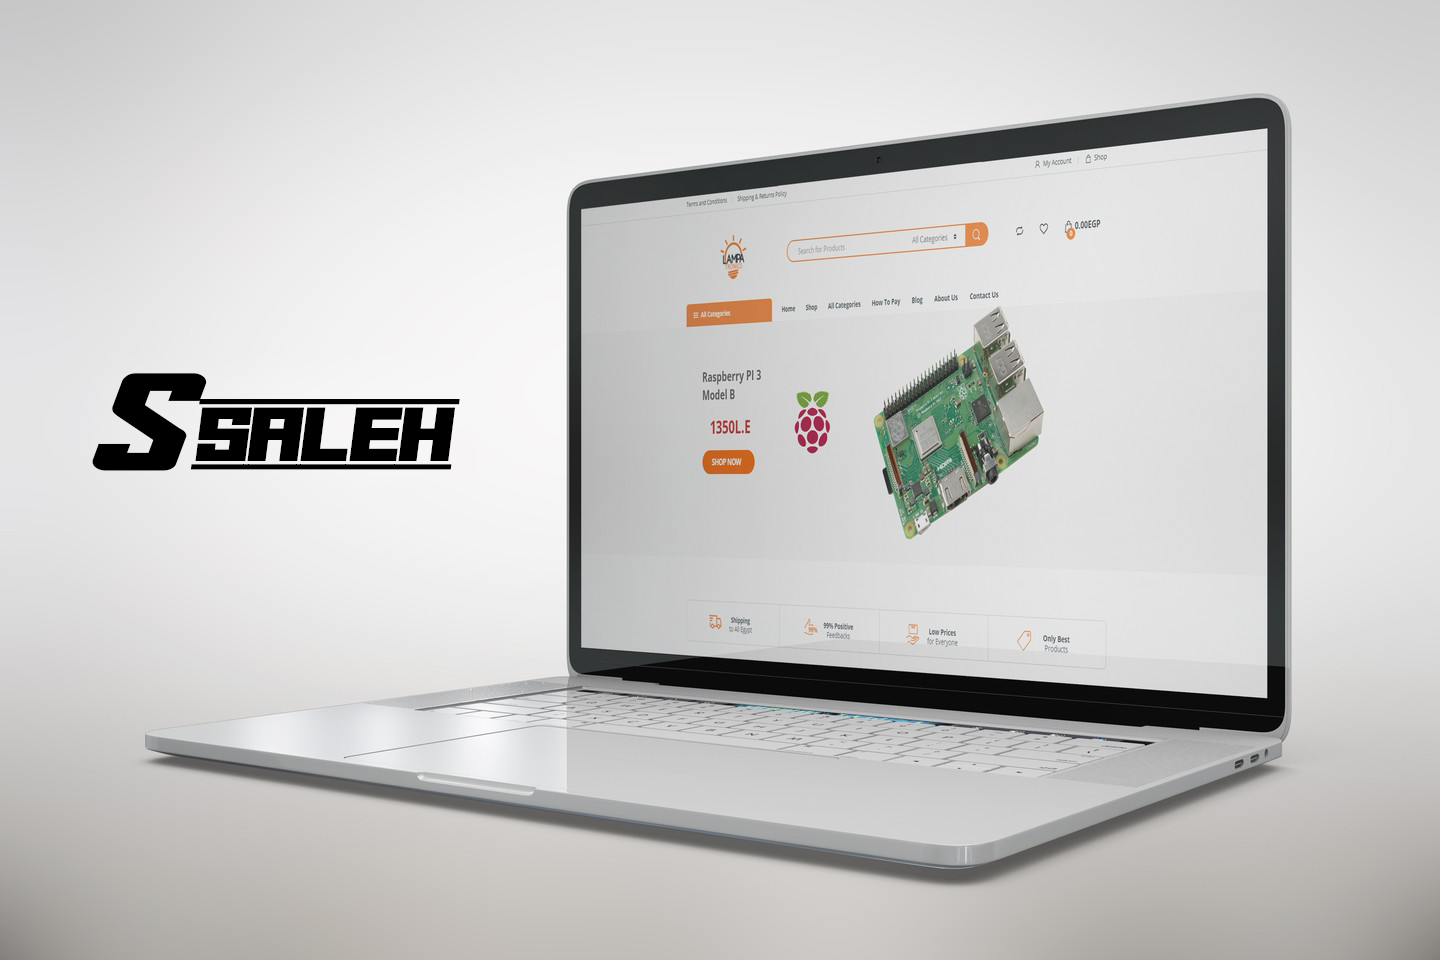 SSALEH
Terms and Conditions
Shipping & Returns Policy
My Account
Shop
LAMPA
Search for Products
All Categories
0
0.00EGP
All Categories
Home
Shop
All Categories
How To Pay
Blog
About Us
Contact Us
Raspberry PI 3
Model B
1350L.E
SHOP NOW
Shipping
to All Egypt
99% Positive
Feedbacks
Low Prices
for Everyone
Only Best
Products